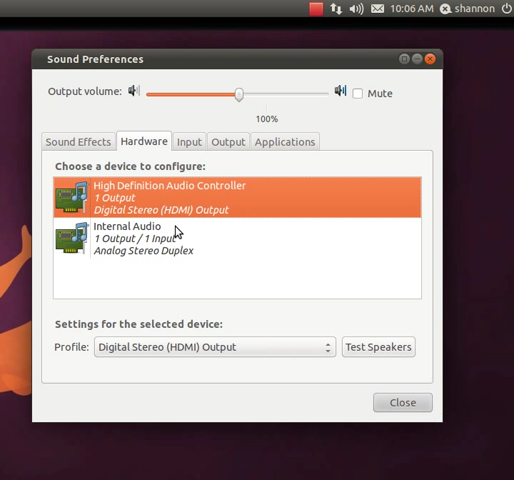 10:06 AM shannon
Sound Preferences
Output volume: Mute
100%
Sound Effects Hardware Input Output Applications
Choose a device to configure:
High Definition Audio Controller
1 Output
Digital Stereo (HDMI) Output
Internal Audio
1 Output / 1 Input
Analog Stereo Duplex
Settings for the selected device:
Profile: Digital Stereo (HDMI) Output Test Speakers
Close